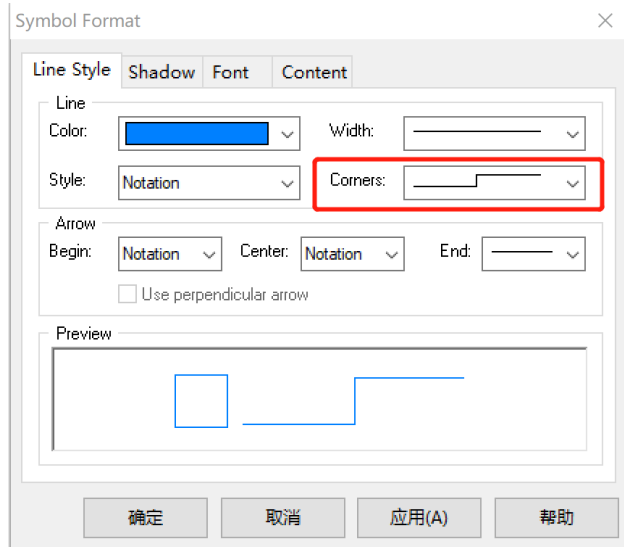 Symbol Format
Line Style Shadow Font Content
Line
Color: Width:
Style: Notation Corners:
Arrow
Begin: Notation Center: Notation End:
Use perpendicular arrow
Preview
确定 取消 应用(A) 帮助